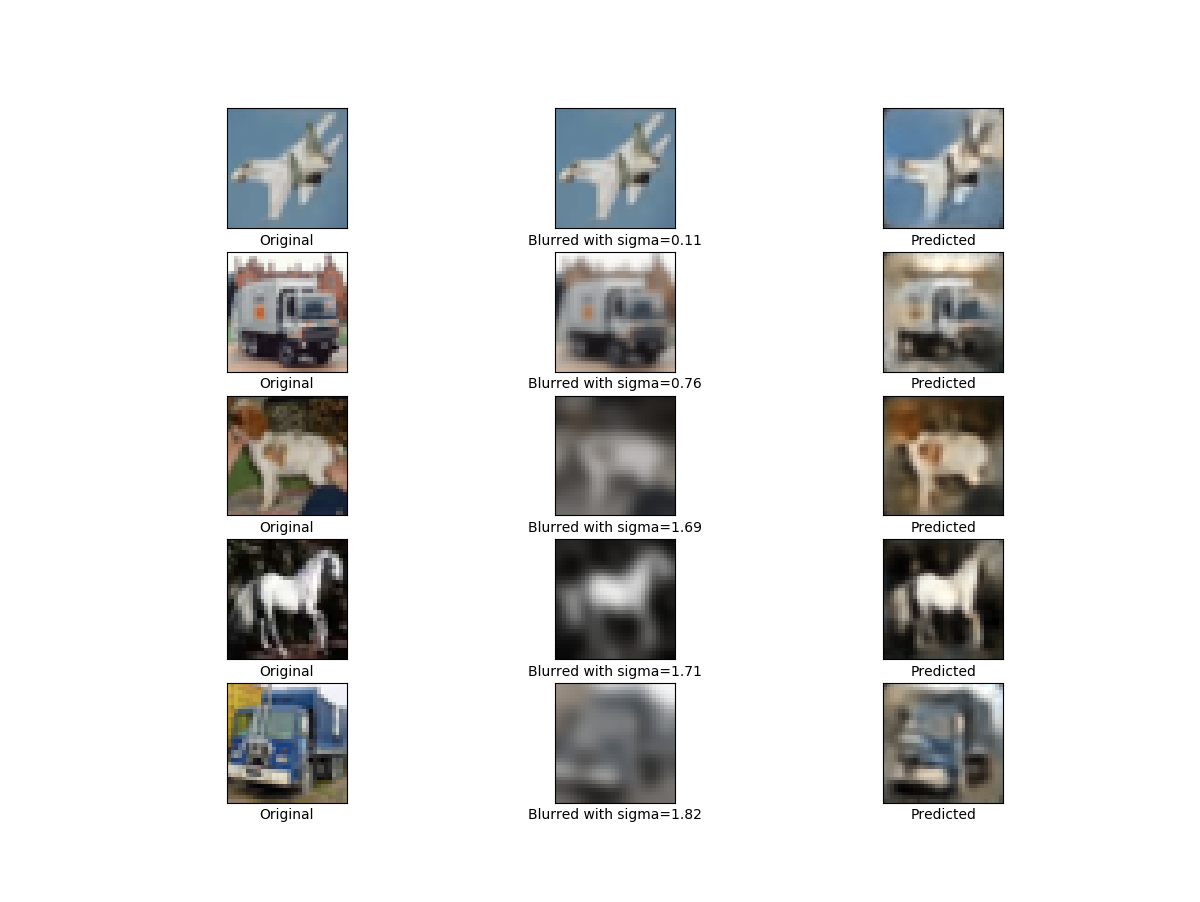 Original
Blurred with sigma=0.11
Predicted
Original
Blurred with sigma=0.76
Predicted
Original
Blurred with sigma=1.69
Predicted
Original
Blurred with sigma=1.71
Predicted
Original
Blurred with sigma=1.82
Predicted